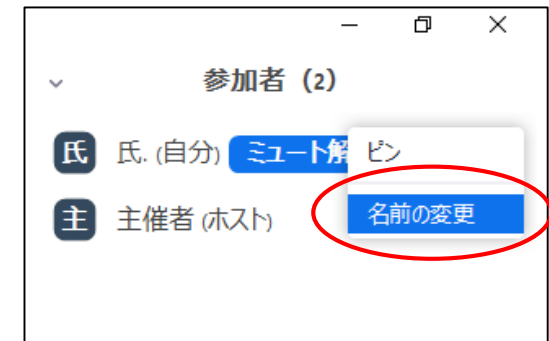 参加者（2）
氏 氏. (自分) ミュート解 ピン
主 主催者 (ホスト) 名前の変更